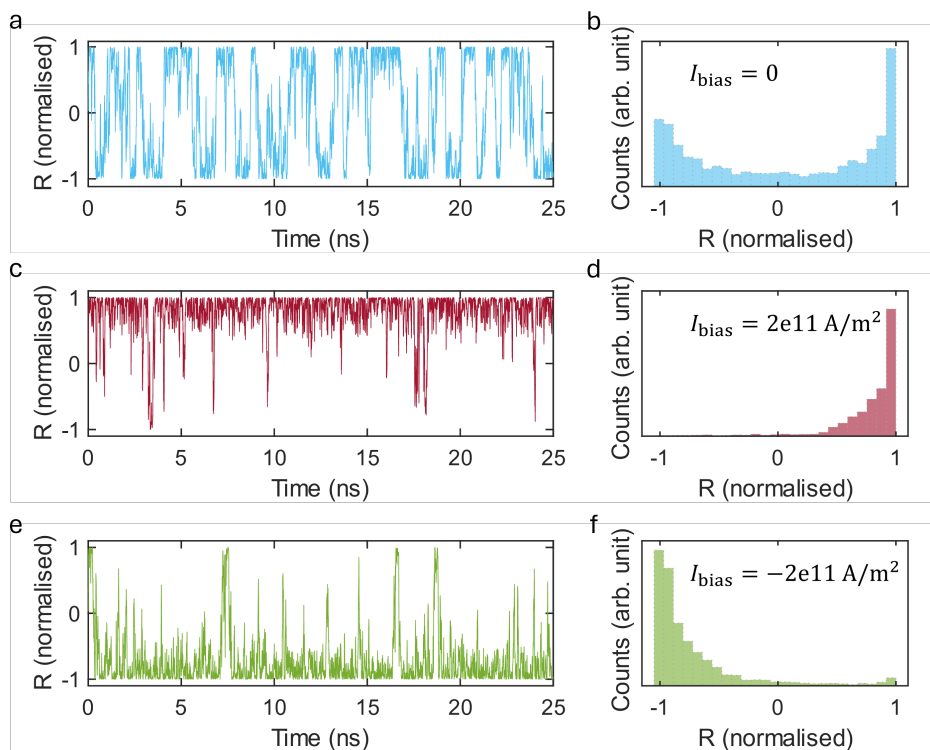 a
R (normalised)
1
0
-1
0 5 10 15 20 25
Time (ns)
b
Counts (arb. unit)
I_bias = 0
-1 0 1
R (normalised)
c
R (normalised)
1
0
-1
0 5 10 15 20 25
Time (ns)
d
Counts (arb. unit)
I_bias = 2e11 A/m²
-1 0 1
R (normalised)
e
R (normalised)
1
0
-1
0 5 10 15 20 25
Time (ns)
f
Counts (arb. unit)
I_bias = −2e11 A/m²
-1 0 1
R (normalised)